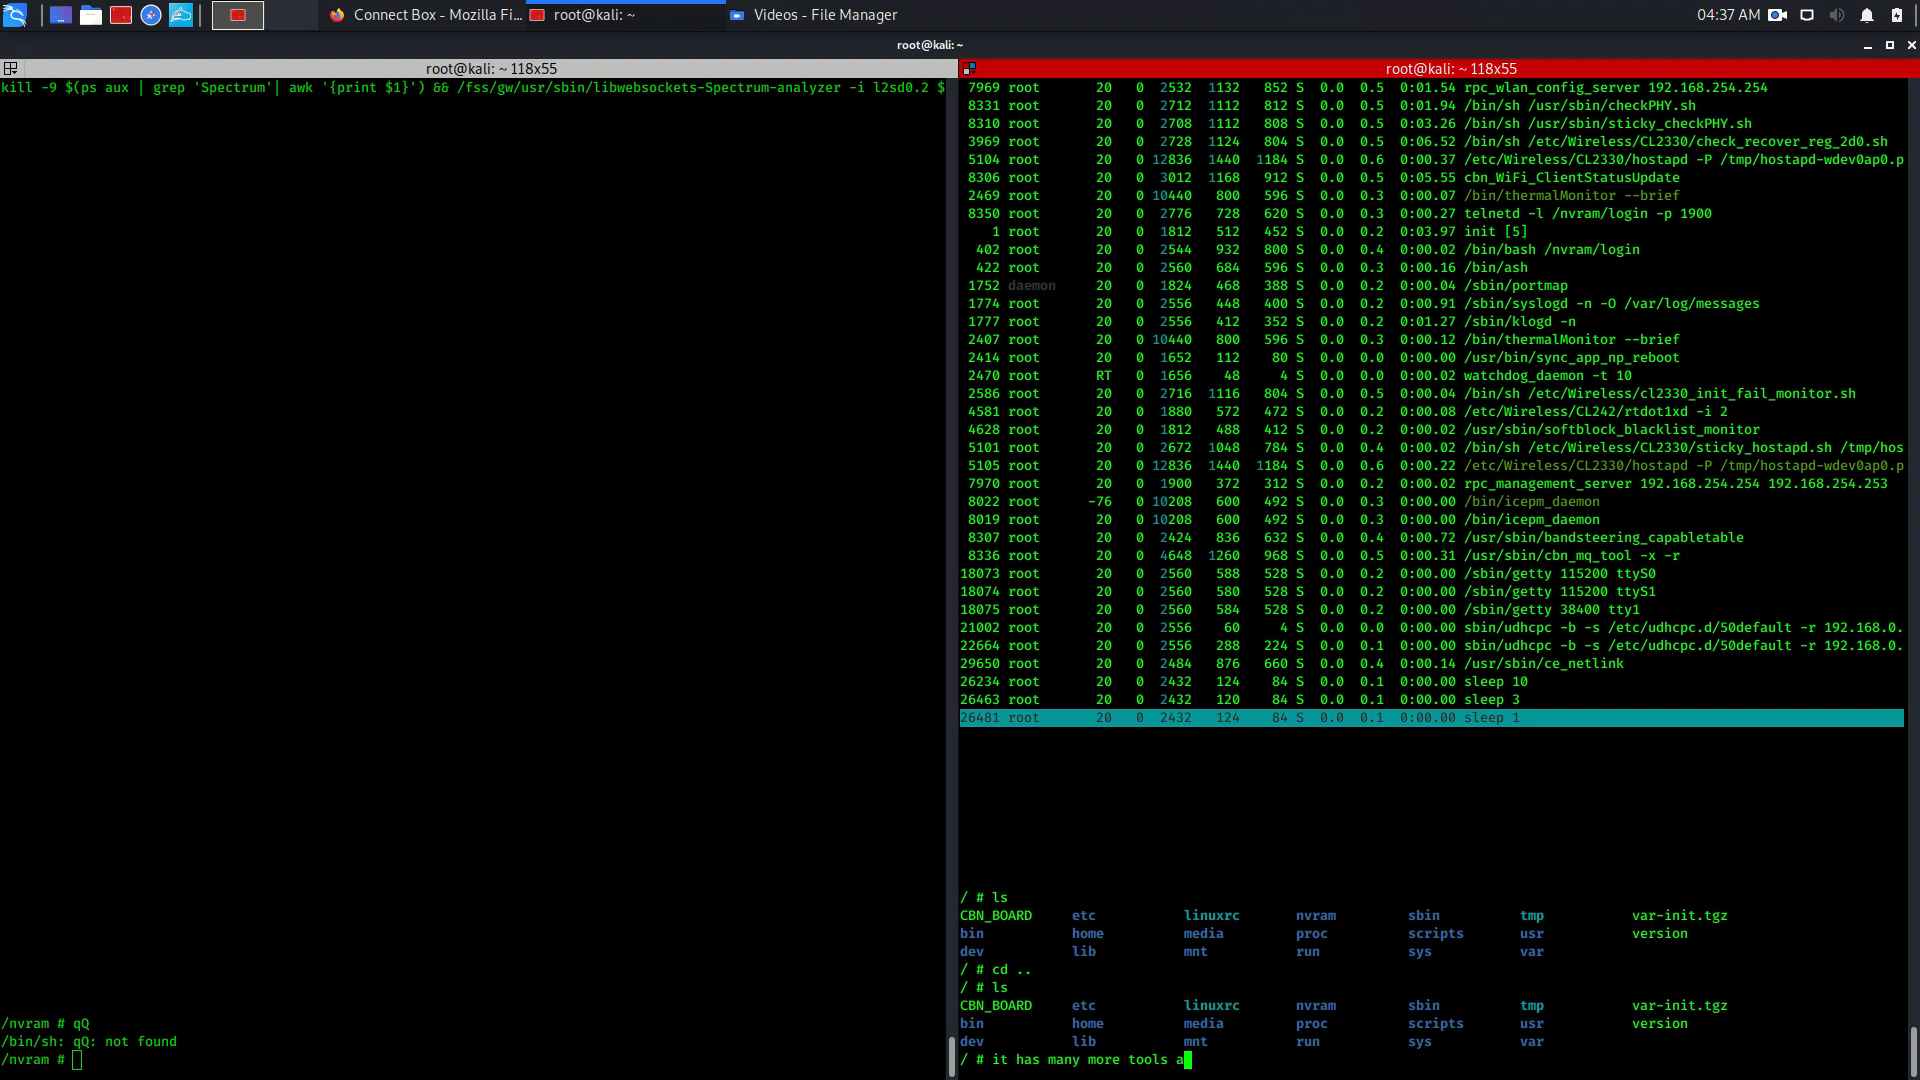 Connect Box - Mozilla Fi...
root@kali: ~
Videos - File Manager
04:37 AM
root@kali: ~
root@kali: ~ 118x55
kill -9 $(ps aux | grep 'Spectrum'| awk '{print $1}') && /fss/gw/usr/sbin/libwebsockets-Spectrum-analyzer -i l2sd0.2 $
/nvram # qQ
/bin/sh: qQ: not found
/nvram #
root@kali: ~ 118x55
7969 root 20 0 2532 1132 852 S 0.0 0.5 0:01.54 rpc_wlan_config_server 192.168.254.254
8331 root 20 0 2712 1112 812 S 0.0 0.5 0:01.94 /bin/sh /usr/sbin/checkPHY.sh
8310 root 20 0 2708 1112 808 S 0.0 0.5 0:03.26 /bin/sh /usr/sbin/sticky_checkPHY.sh
3969 root 20 0 2728 1124 804 S 0.0 0.5 0:06.52 /bin/sh /etc/Wireless/CL2330/check_recover_reg_2d0.sh
5104 root 20 0 12836 1440 1184 S 0.0 0.6 0:00.37 /etc/Wireless/CL2330/hostapd -P /tmp/hostapd-wdev0ap0.p
8306 root 20 0 3012 1168 912 S 0.0 0.5 0:05.55 cbn_WiFi_ClientStatusUpdate
2469 root 20 0 10440 800 596 S 0.0 0.3 0:00.07 /bin/thermalMonitor --brief
8350 root 20 0 2776 728 620 S 0.0 0.3 0:00.27 telnetd -l /nvram/login -p 1900
1 root 20 0 1812 512 452 S 0.0 0.2 0:03.97 init [5]
402 root 20 0 2544 932 800 S 0.0 0.4 0:00.02 /bin/bash /nvram/login
422 root 20 0 2560 684 596 S 0.0 0.3 0:00.16 /bin/ash
1752 daemon 20 0 1824 468 388 S 0.0 0.2 0:00.04 /sbin/portmap
1774 root 20 0 2556 448 400 S 0.0 0.2 0:00.91 /sbin/syslogd -n -O /var/log/messages
1777 root 20 0 2556 412 352 S 0.0 0.2 0:01.27 /sbin/klogd -n
2407 root 20 0 10440 800 596 S 0.0 0.3 0:00.12 /bin/thermalMonitor --brief
2414 root 20 0 1652 112 80 S 0.0 0.0 0:00.00 /usr/bin/sync_app_np_reboot
2470 root RT 0 1656 48 4 S 0.0 0.0 0:00.02 watchdog_daemon -t 10
2586 root 20 0 2716 1116 804 S 0.0 0.5 0:00.04 /bin/sh /etc/Wireless/cl2330_init_fail_monitor.sh
4581 root 20 0 1880 572 472 S 0.0 0.2 0:00.08 /etc/Wireless/CL242/rtdot1xd -i 2
4628 root 20 0 1812 488 412 S 0.0 0.2 0:00.02 /usr/sbin/softblock_blacklist_monitor
5101 root 20 0 2672 1048 784 S 0.0 0.4 0:00.02 /bin/sh /etc/Wireless/CL2330/sticky_hostapd.sh /tmp/hos
5105 root 20 0 12836 1440 1184 S 0.0 0.6 0:00.22 /etc/Wireless/CL2330/hostapd -P /tmp/hostapd-wdev0ap0.p
7970 root 20 0 1900 372 312 S 0.0 0.2 0:00.02 rpc_management_server 192.168.254.254 192.168.254.253
8022 root -76 0 10208 600 492 S 0.0 0.3 0:00.00 /bin/icepm_daemon
8019 root 20 0 10208 600 492 S 0.0 0.3 0:00.00 /bin/icepm_daemon
8307 root 20 0 2424 836 632 S 0.0 0.4 0:00.72 /usr/sbin/bandsteering_capabletable
8336 root 20 0 4648 1260 968 S 0.0 0.5 0:00.31 /usr/sbin/cbn_mq_tool -x -r
18073 root 20 0 2560 588 528 S 0.0 0.2 0:00.00 /sbin/getty 115200 ttyS0
18074 root 20 0 2560 580 528 S 0.0 0.2 0:00.00 /sbin/getty 115200 ttyS1
18075 root 20 0 2560 584 528 S 0.0 0.2 0:00.00 /sbin/getty 38400 tty1
21002 root 20 0 2556 60 4 S 0.0 0.0 0:00.00 sbin/udhcpc -b -s /etc/udhcpc.d/50default -r 192.168.0.
22664 root 20 0 2556 288 224 S 0.0 0.1 0:00.00 sbin/udhcpc -b -s /etc/udhcpc.d/50default -r 192.168.0.
29650 root 20 0 2484 876 660 S 0.0 0.4 0:00.14 /usr/sbin/ce_netlink
26234 root 20 0 2432 124 84 S 0.0 0.1 0:00.00 sleep 10
26463 root 20 0 2432 120 84 S 0.0 0.1 0:00.00 sleep 3
26481 root 20 0 2432 124 84 S 0.0 0.1 0:00.00 sleep 1
/ # ls
CBN_BOARD etc linuxrc nvram sbin tmp var-init.tgz
bin home media proc scripts usr version
dev lib mnt run sys var
/ # cd ..
/ # ls
CBN_BOARD etc linuxrc nvram sbin tmp var-init.tgz
bin home media proc scripts usr version
dev lib mnt run sys var
/ # it has many more tools a